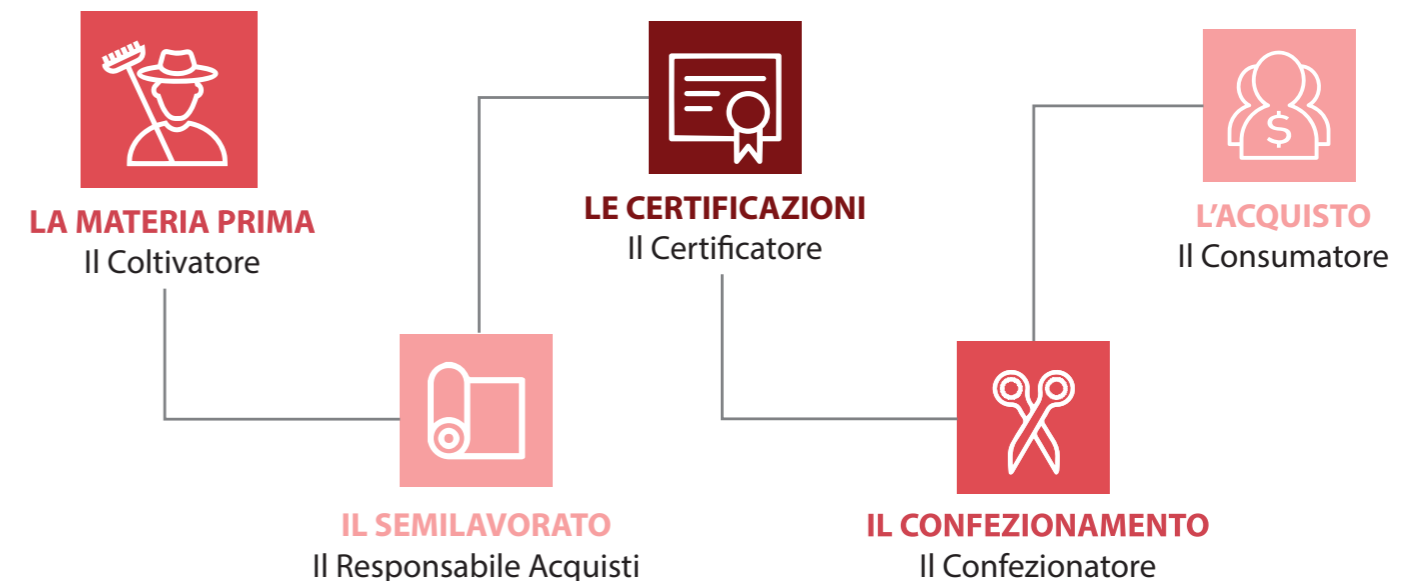 LA MATERIA PRIMA
Il Coltivatore
IL SEMILAVORATO
Il Responsabile Acquisti
LE CERTIFICAZIONI
Il Certificatore
IL CONFEZIONAMENTO
Il Confezionatore
$
L’ACQUISTO
Il Consumatore